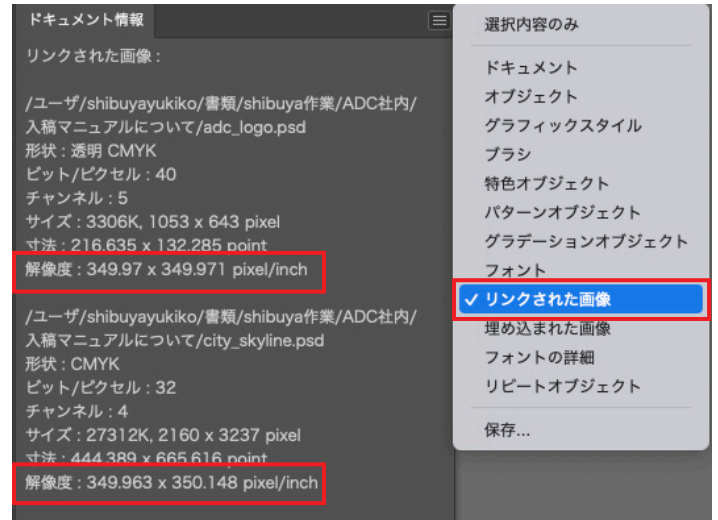 ドキュメント情報
リンクされた画像 :
/ユーザ/shibuyayukiko/書類/shibuya作業/ADC社内/
入稿マニュアルについて/adc_logo.psd
形状 : 透明 CMYK
ビット/ピクセル : 40
チャンネル : 5
サイズ : 3306K, 1053 x 643 pixel
寸法 : 216.635 x 132.285 point
解像度 : 349.97 x 349.971 pixel/inch
/ユーザ/shibuyayukiko/書類/shibuya作業/ADC社内/
入稿マニュアルについて/city_skyline.psd
形状 : CMYK
ビット/ピクセル : 32
チャンネル : 4
サイズ : 27312K, 2160 x 3237 pixel
寸法 : 444.389 x 665.616 point
解像度 : 349.963 x 350.148 pixel/inch
選択内容のみ
ドキュメント
オブジェクト
グラフィックスタイル
ブラシ
特色オブジェクト
パターンオブジェクト
グラデーションオブジェクト
フォント
✓ リンクされた画像
埋め込まれた画像
フォントの詳細
リピートオブジェクト
保存...